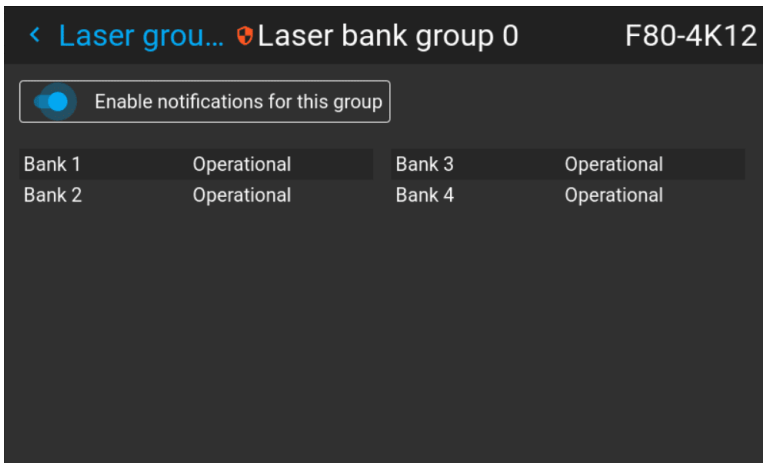 Laser grou... Laser bank group 0 F80-4K12
Enable notifications for this group
Bank 1 Operational Bank 3 Operational
Bank 2 Operational Bank 4 Operational